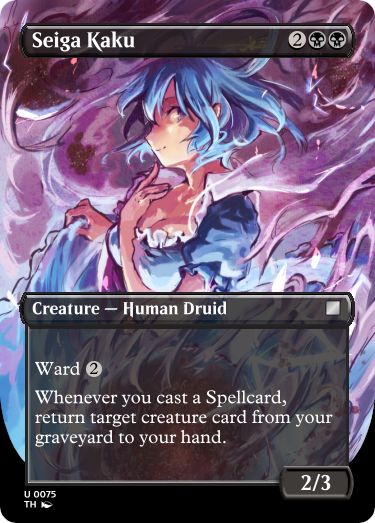 Seiga Kaku 2
Creature — Human Druid
Ward 2
Whenever you cast a Spellcard,
return target creature card from your
graveyard to your hand.
2/3
U 0075
TH